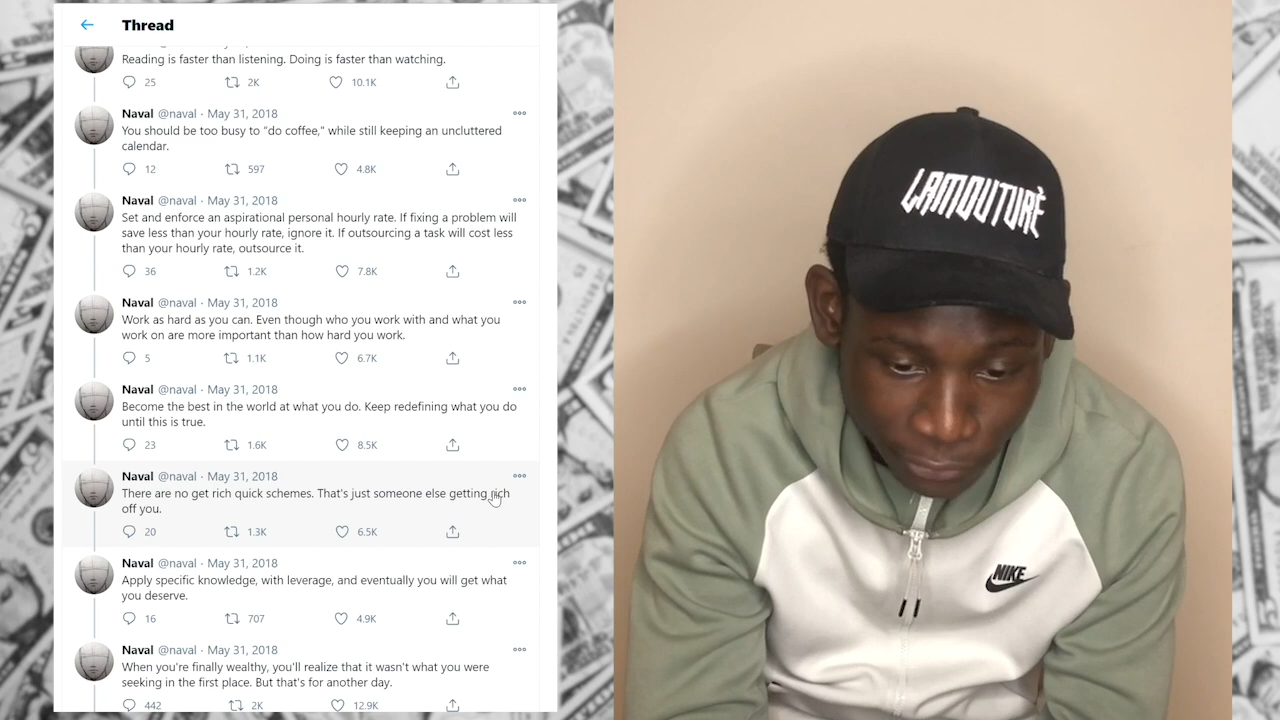 Thread
Reading is faster than listening. Doing is faster than watching.
25 2K 10.1K
Naval @naval · May 31, 2018
You should be too busy to "do coffee," while still keeping an uncluttered
calendar.
12 597 4.8K
Naval @naval · May 31, 2018
Set and enforce an aspirational personal hourly rate. If fixing a problem will
save less than your hourly rate, ignore it. If outsourcing a task will cost less
than your hourly rate, outsource it.
36 1.2K 7.8K
Naval @naval · May 31, 2018
Work as hard as you can. Even though who you work with and what you
work on are more important than how hard you work.
5 1.1K 6.7K
Naval @naval · May 31, 2018
Become the best in the world at what you do. Keep redefining what you do
until this is true.
23 1.6K 8.5K
Naval @naval · May 31, 2018
There are no get rich quick schemes. That's just someone else getting rich
off you.
20 1.3K 6.5K
Naval @naval · May 31, 2018
Apply specific knowledge, with leverage, and eventually you will get what
you deserve.
16 707 4.9K
Naval @naval · May 31, 2018
When you're finally wealthy, you'll realize that it wasn't what you were
seeking in the first place. But that's for another day.
442 2K 12.9K
LAMOUTURÈ
NIKE